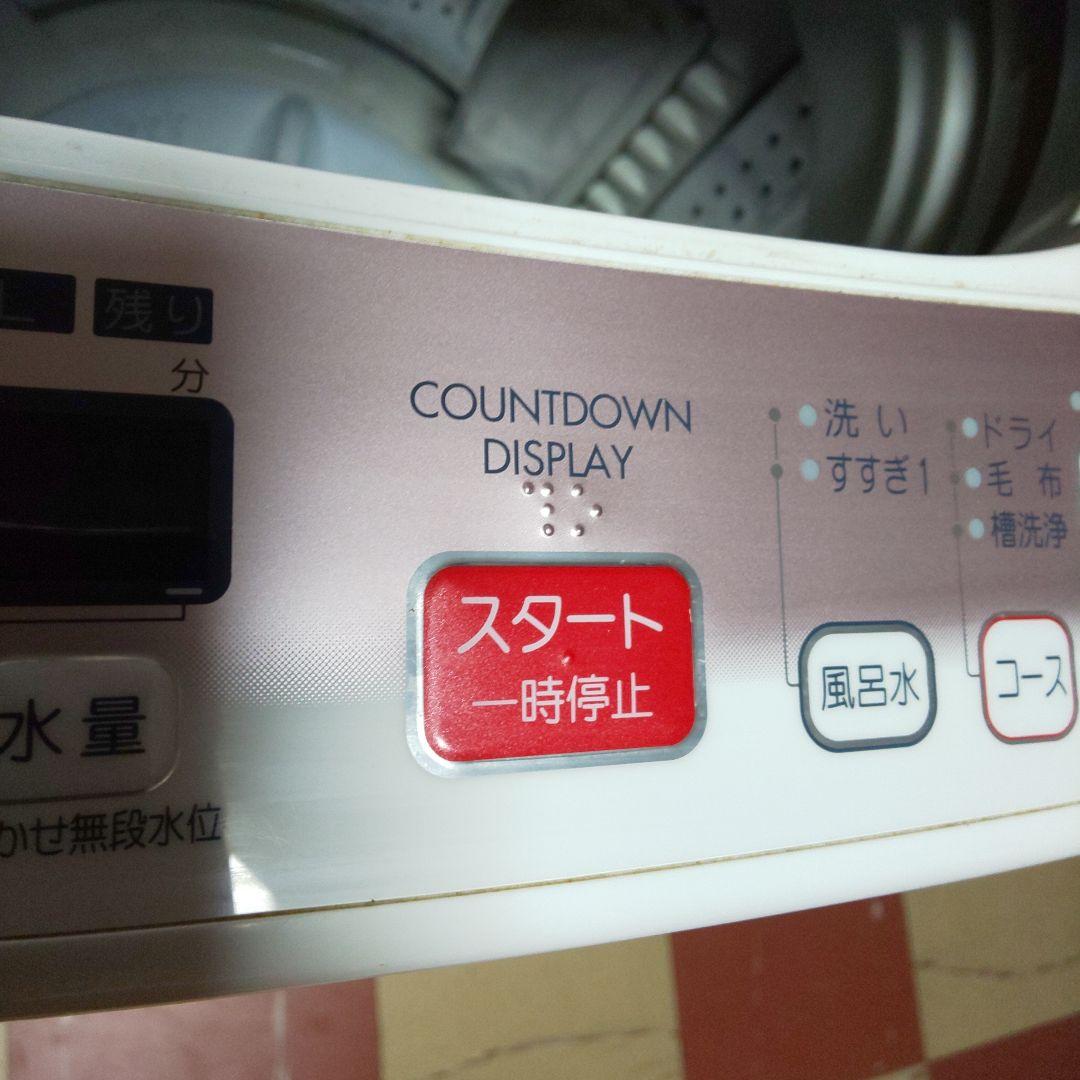 L 残り
分
COUNTDOWN
DISPLAY
洗い
すすぎ1
ドライ
毛布
槽洗浄
スタート
一時停止
風呂水
コース
水量
かせ無段水位